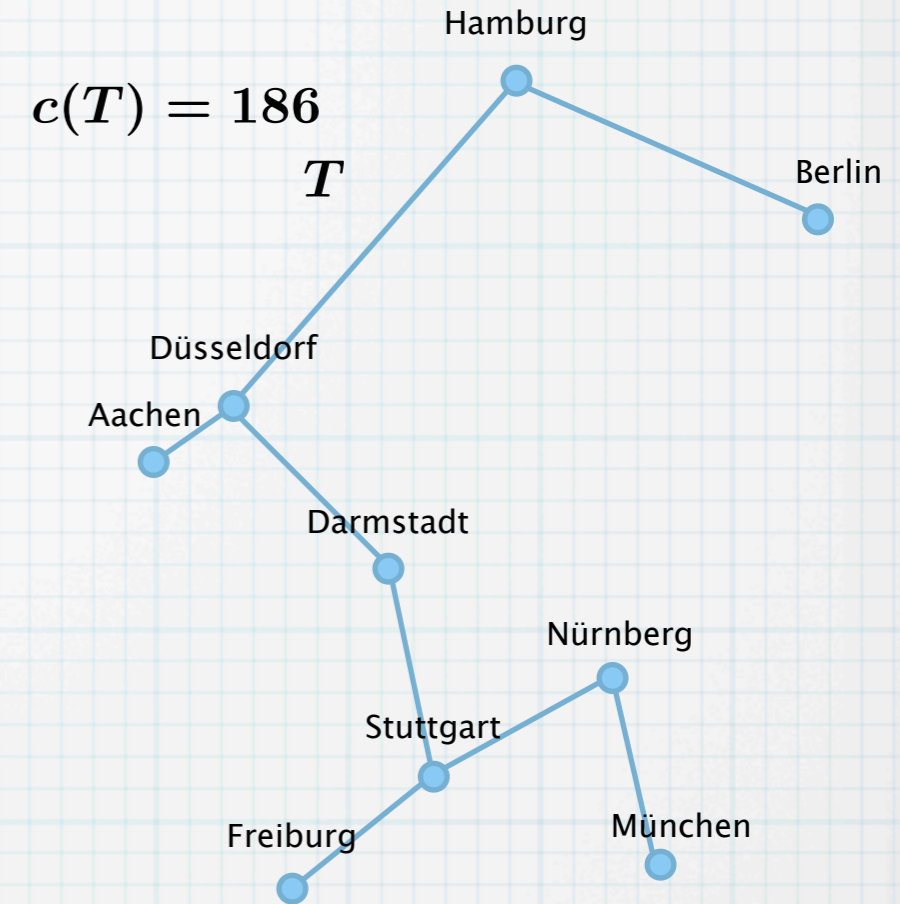 Hamburg
c(T) = 186
T
Berlin
Düsseldorf
Aachen
Darmstadt
Nürnberg
Stuttgart
München
Freiburg